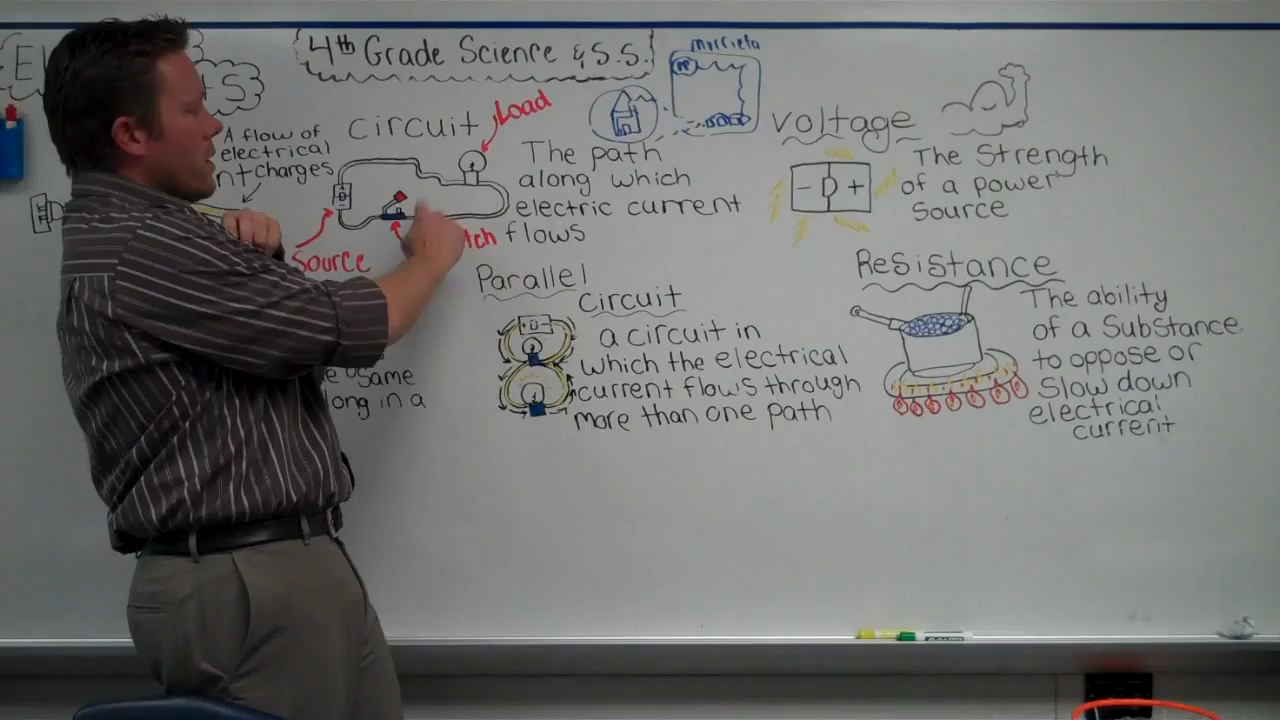 4th Grade Science & S.S.
murrieta
PP
A flow of
electrical
charges
circuit
Load
Source
D
The path
along which
electric current
flows
Voltage
- D +
The Strength
of a power
Source
Parallel
Circuit
+ D -
a circuit in
which the electrical
current flows through
more than one path
Resistance
The ability
of a Substance
to oppose or
Slow down
electrical
current
Same
long in a